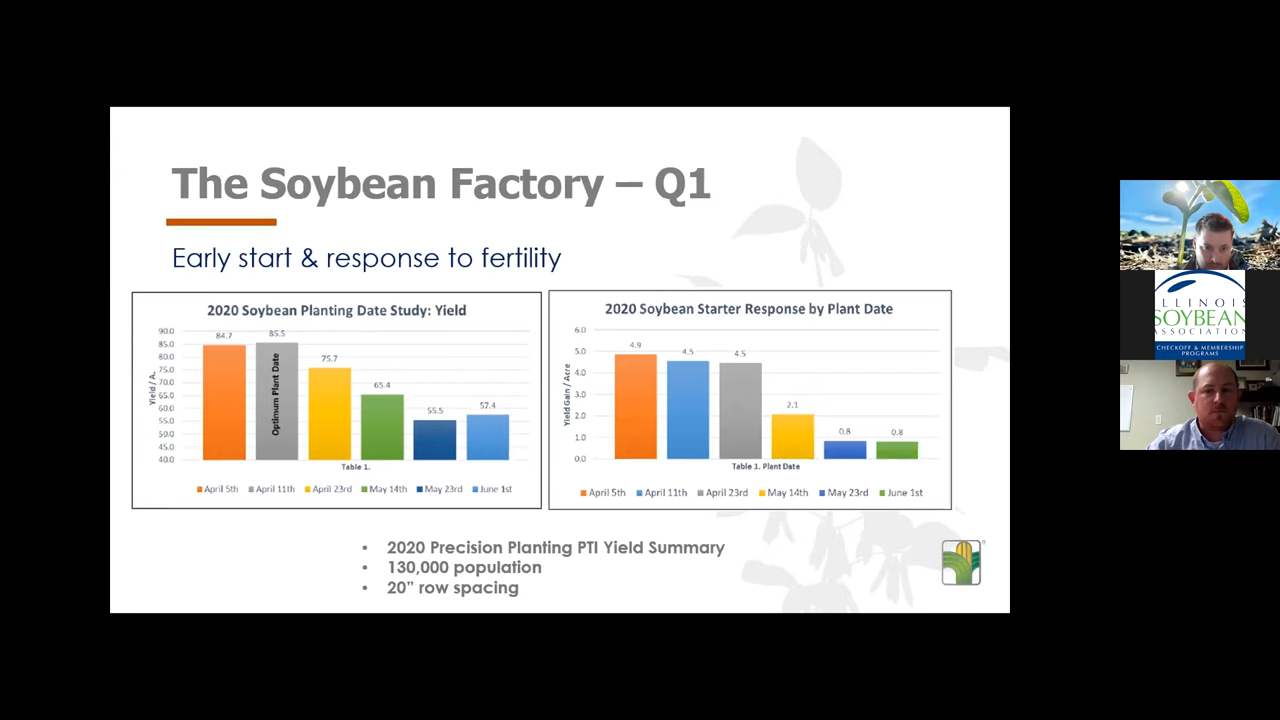 The Soybean Factory – Q1
Early start & response to fertility
2020 Soybean Planting Date Study: Yield
90.0
85.0
80.0
75.0
70.0
65.0
60.0
55.0
50.0
45.0
40.0
Yield / A.
84.7
85.5
75.7
65.4
55.5
57.4
Optimum Plant Date
Table 1.
April 5th April 11th April 23rd May 14th May 23rd June 1st
2020 Soybean Starter Response by Plant Date
6.0
5.0
4.0
3.0
2.0
1.0
0.0
Yield Gain / Acre
4.9
4.5
4.5
2.1
0.8
0.8
Table 1. Plant Date
April 5th April 11th April 23rd May 14th May 23rd June 1st
• 2020 Precision Planting PTI Yield Summary
• 130,000 population
• 20” row spacing
ILLINOIS
SOYBEAN
ASSOCIATION
CHECKOFF & MEMBERSHIP
PROGRAMS